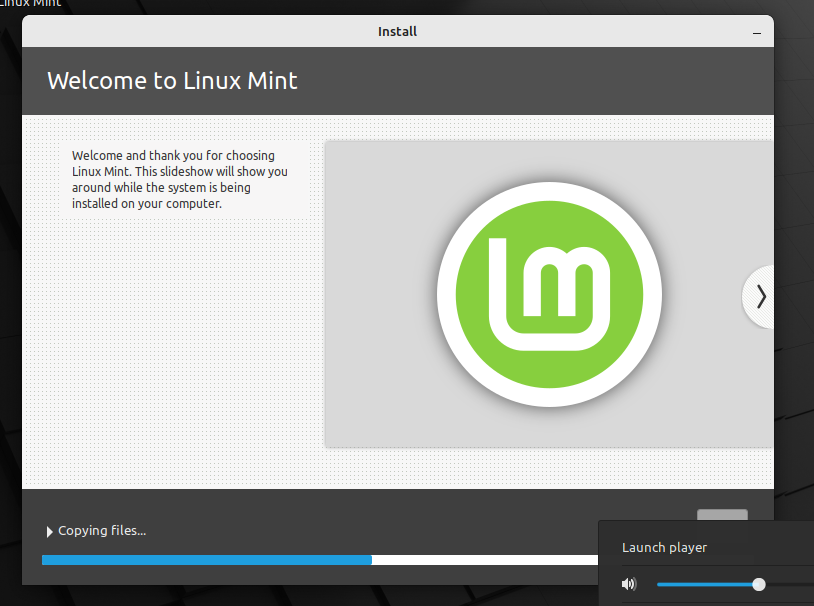 Linux Mint
Install
Welcome to Linux Mint
Welcome and thank you for choosing
Linux Mint. This slideshow will show you
around while the system is being
installed on your computer.
Copying files...
Launch player